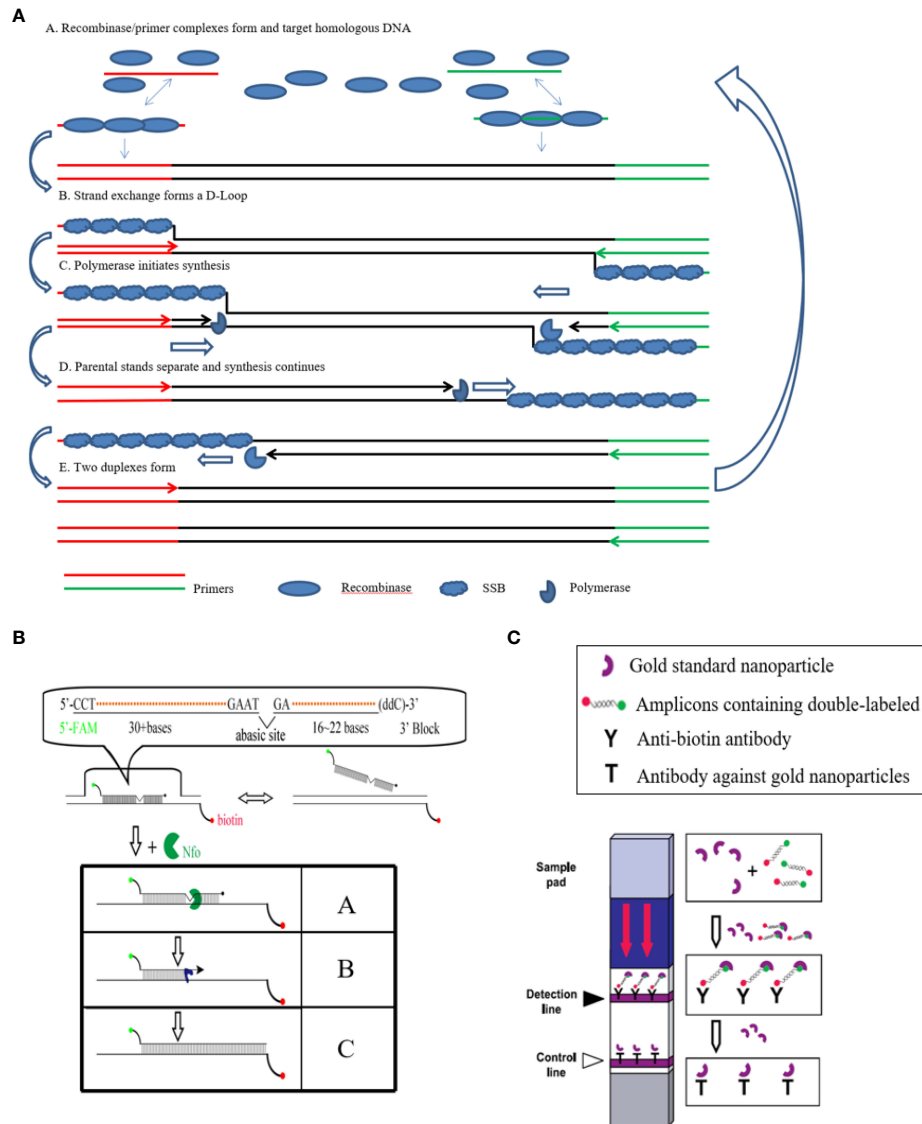 A
A. Recombinase/primer complexes form and target homologous DNA
B. Strand exchange forms a D-Loop
C. Polymerase initiates synthesis
D. Parental stands separate and synthesis continues
E. Two duplexes form
Primers
Recombinase
SSB
Polymerase
B
5'-CCT GAAT GA (ddC)-3'
5'-FAM 30+bases abasic site 16~22 bases 3' Block
biotin
+ Nfo
A
B
C
C
Gold standard nanoparticle
Amplicons containing double-labeled
Y Anti-biotin antibody
T Antibody against gold nanoparticles
Sample
pad
+
Detection
line
Y Y Y
Y Y Y
Control
line
T T T
T T T